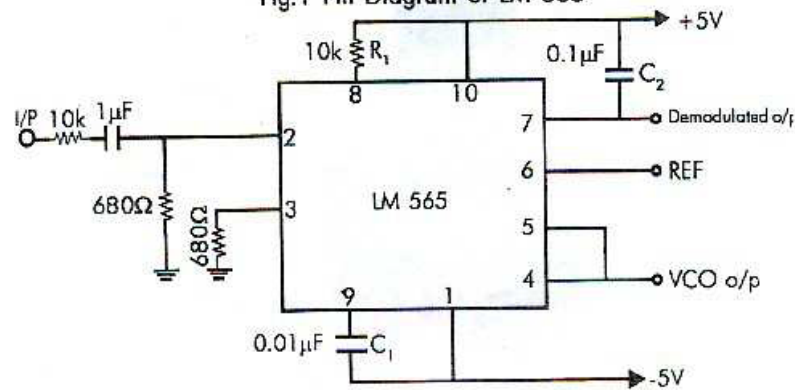 +5V
10k R₁
0.1μF
C₂
8
10
I/P
10k
1μF
2
7
Demodulated o/p
6
REF
680Ω
3
680Ω
LM 565
5
4
VCO o/p
9
1
0.01μF
C₁
-5V